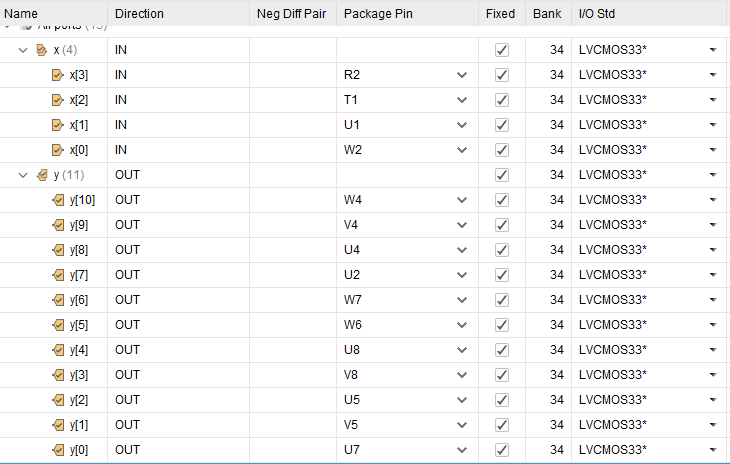 Name Direction Neg Diff Pair Package Pin Fixed Bank I/O Std
x (4) IN 34 LVCMOS33*
x[3] IN R2 34 LVCMOS33*
x[2] IN T1 34 LVCMOS33*
x[1] IN U1 34 LVCMOS33*
x[0] IN W2 34 LVCMOS33*
y (11) OUT 34 LVCMOS33*
y[10] OUT W4 34 LVCMOS33*
y[9] OUT V4 34 LVCMOS33*
y[8] OUT U4 34 LVCMOS33*
y[7] OUT U2 34 LVCMOS33*
y[6] OUT W7 34 LVCMOS33*
y[5] OUT W6 34 LVCMOS33*
y[4] OUT U8 34 LVCMOS33*
y[3] OUT V8 34 LVCMOS33*
y[2] OUT U5 34 LVCMOS33*
y[1] OUT V5 34 LVCMOS33*
y[0] OUT U7 34 LVCMOS33*